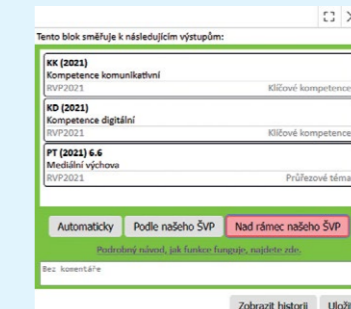 Tento blok směřuje k následujícím výstupům:
KK (2021)
Kompetence komunikativní
RVP2021 Klíčové kompetence
KD (2021)
Kompetence digitální
RVP2021 Klíčové kompetence
PT (2021) 6.6
Mediální výchova
RVP2021 Průřezové téma
Automaticky Podle našeho ŠVP Nad rámec našeho ŠVP
Podrobný návod, jak funkce funguje, najdete zde.
Bez komentáře
Zobrazit historii Uložit